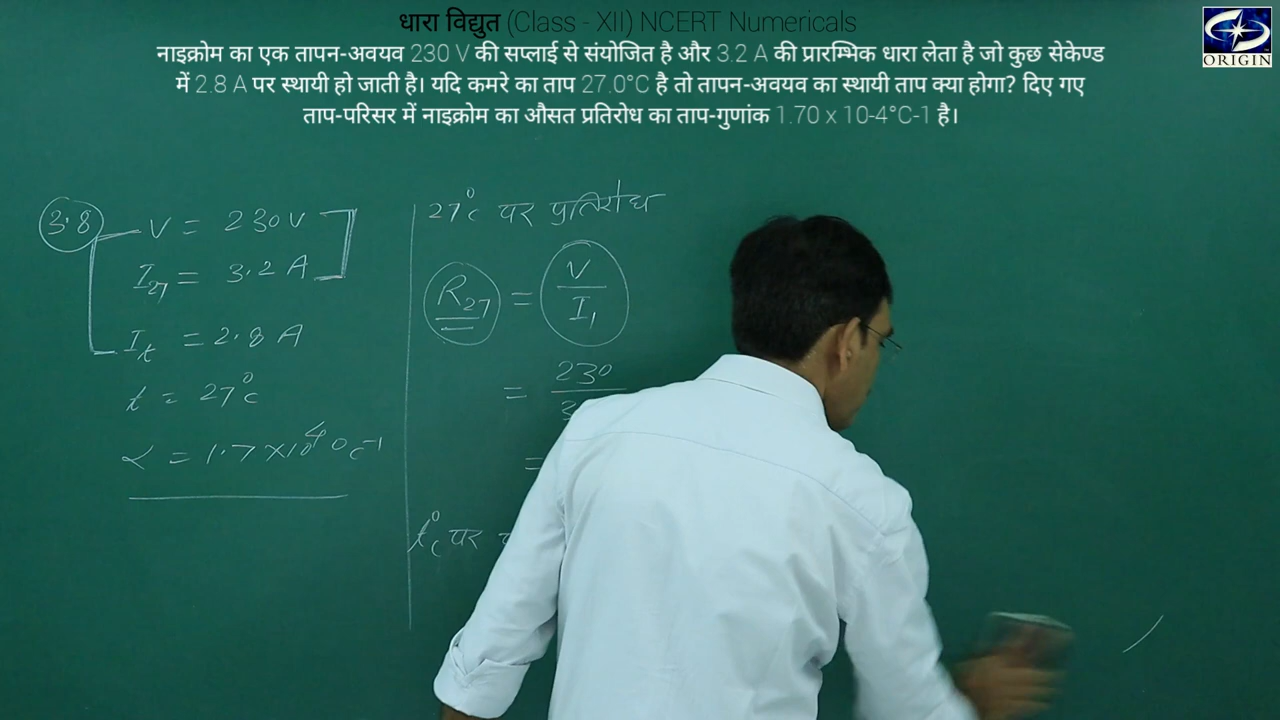 धारा विद्युत (Class - XII) NCERT Numericals
नाइक्रोम का एक तापन-अवयव 230 V की सप्लाई से संयोजित है और 3.2 A की प्रारम्भिक धारा लेता है जो कुछ सेकेण्ड
में 2.8 A पर स्थायी हो जाती है। यदि कमरे का ताप 27.0°C है तो तापन-अवयव का स्थायी ताप क्या होगा? दिए गए
ताप-परिसर में नाइक्रोम का औसत प्रतिरोध का ताप-गुणांक 1.70 x 10-4°C-1 है।
ORIGIN
3.8
V = 230 V
I₂₇ = 3.2 A
Iₜ = 2.8 A
t = 27°C
α = 1.7 × 10⁻⁴ °C⁻¹
27°C पर प्रतिरोध
R₂₇ = V / I₁
= 230
=
t°C पर